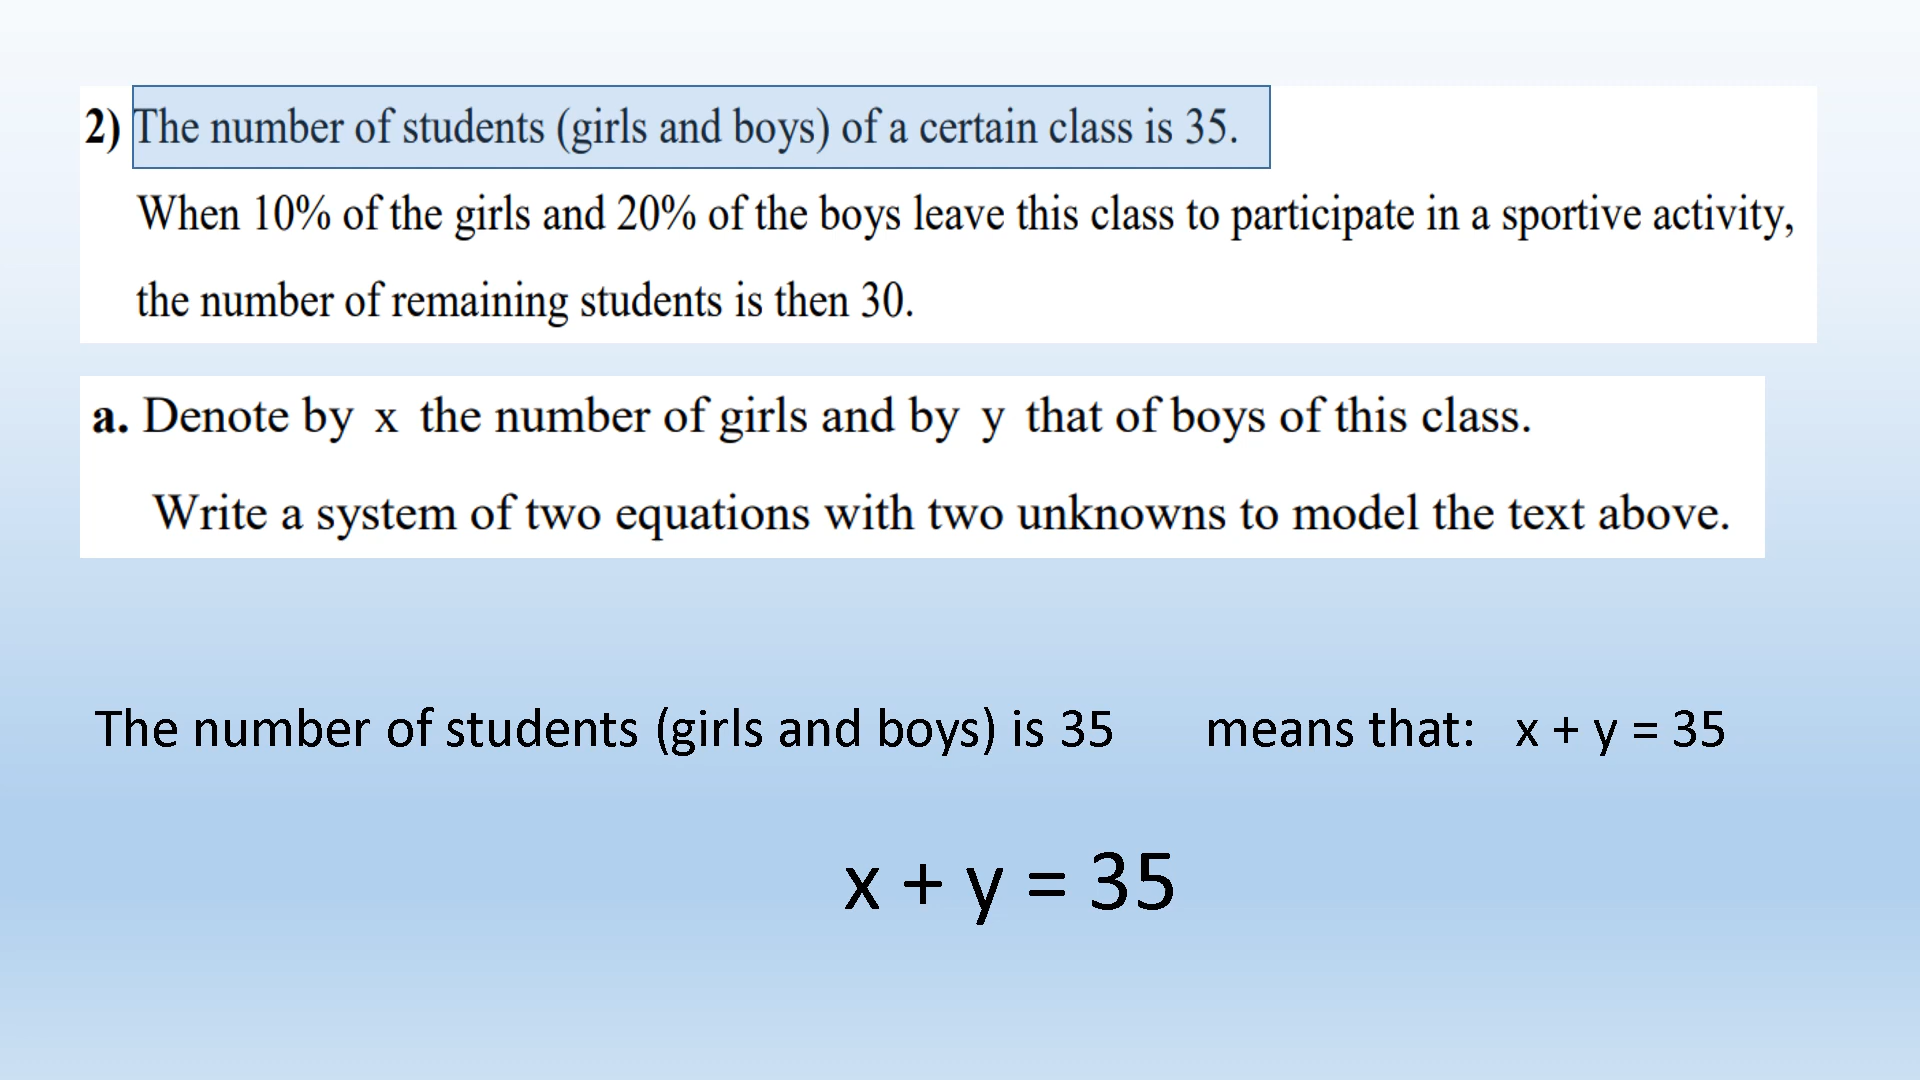 2) The number of students (girls and boys) of a certain class is 35.
When 10% of the girls and 20% of the boys leave this class to participate in a sportive activity,
the number of remaining students is then 30.
a. Denote by x the number of girls and by y that of boys of this class.
Write a system of two equations with two unknowns to model the text above.
The number of students (girls and boys) is 35 means that: x + y = 35
x + y = 35